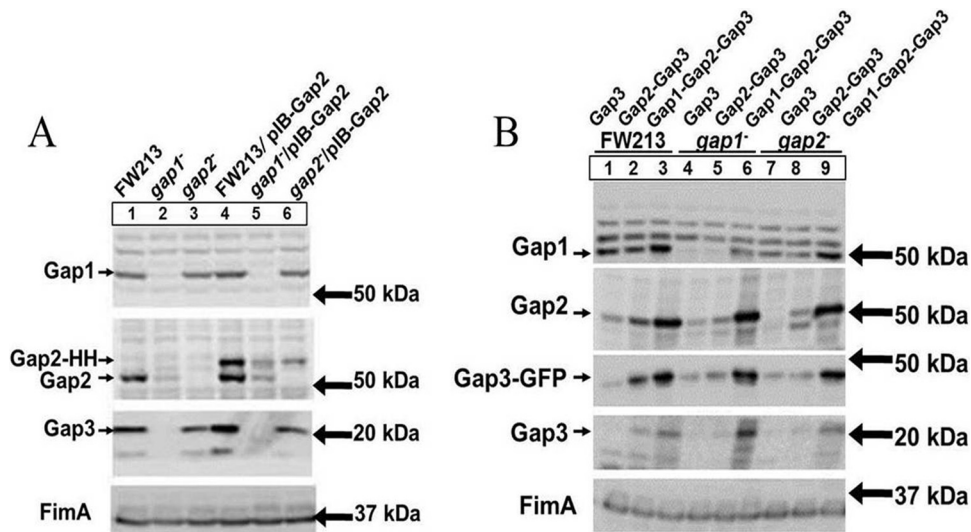 A
FW213
gap1-
gap2-
FW213/ pIB-Gap2
gap1-/pIB-Gap2
gap2-/pIB-Gap2
1 2 3 4 5 6
Gap1
50 kDa
Gap2-HH
Gap2
50 kDa
Gap3
20 kDa
FimA
37 kDa
B
Gap3
Gap2-Gap3
Gap1-Gap2-Gap3
Gap3
Gap2-Gap3
Gap1-Gap2-Gap3
Gap3
Gap2-Gap3
Gap1-Gap2-Gap3
FW213 gap1- gap2-
1 2 3 4 5 6 7 8 9
Gap1
50 kDa
Gap2
50 kDa
50 kDa
Gap3-GFP
Gap3
20 kDa
37 kDa
FimA